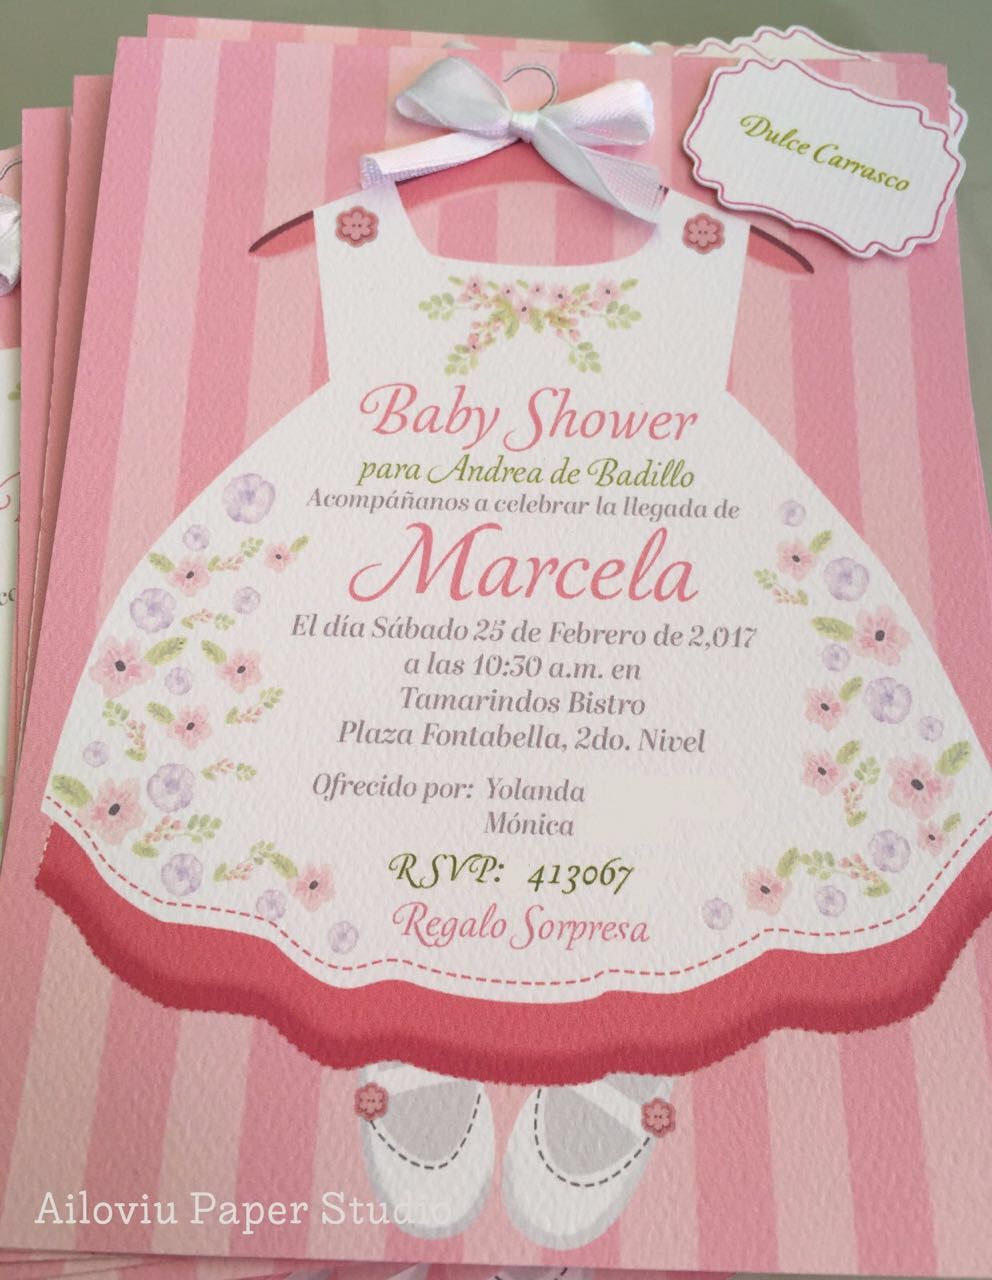 Dulce Carrasco
Baby Shower
para Andrea de Badillo
Acompáñanos a celebrar la llegada de
Marcela
El día Sábado 25 de Febrero de 2,017
a las 10:30 a.m. en
Tamarindos Bistro
Plaza Fontabella, 2do. Nivel
Ofrecido por: Yolanda
Mónica
RSVP: 413067
Regalo Sorpresa
Ailoviu Paper Studio